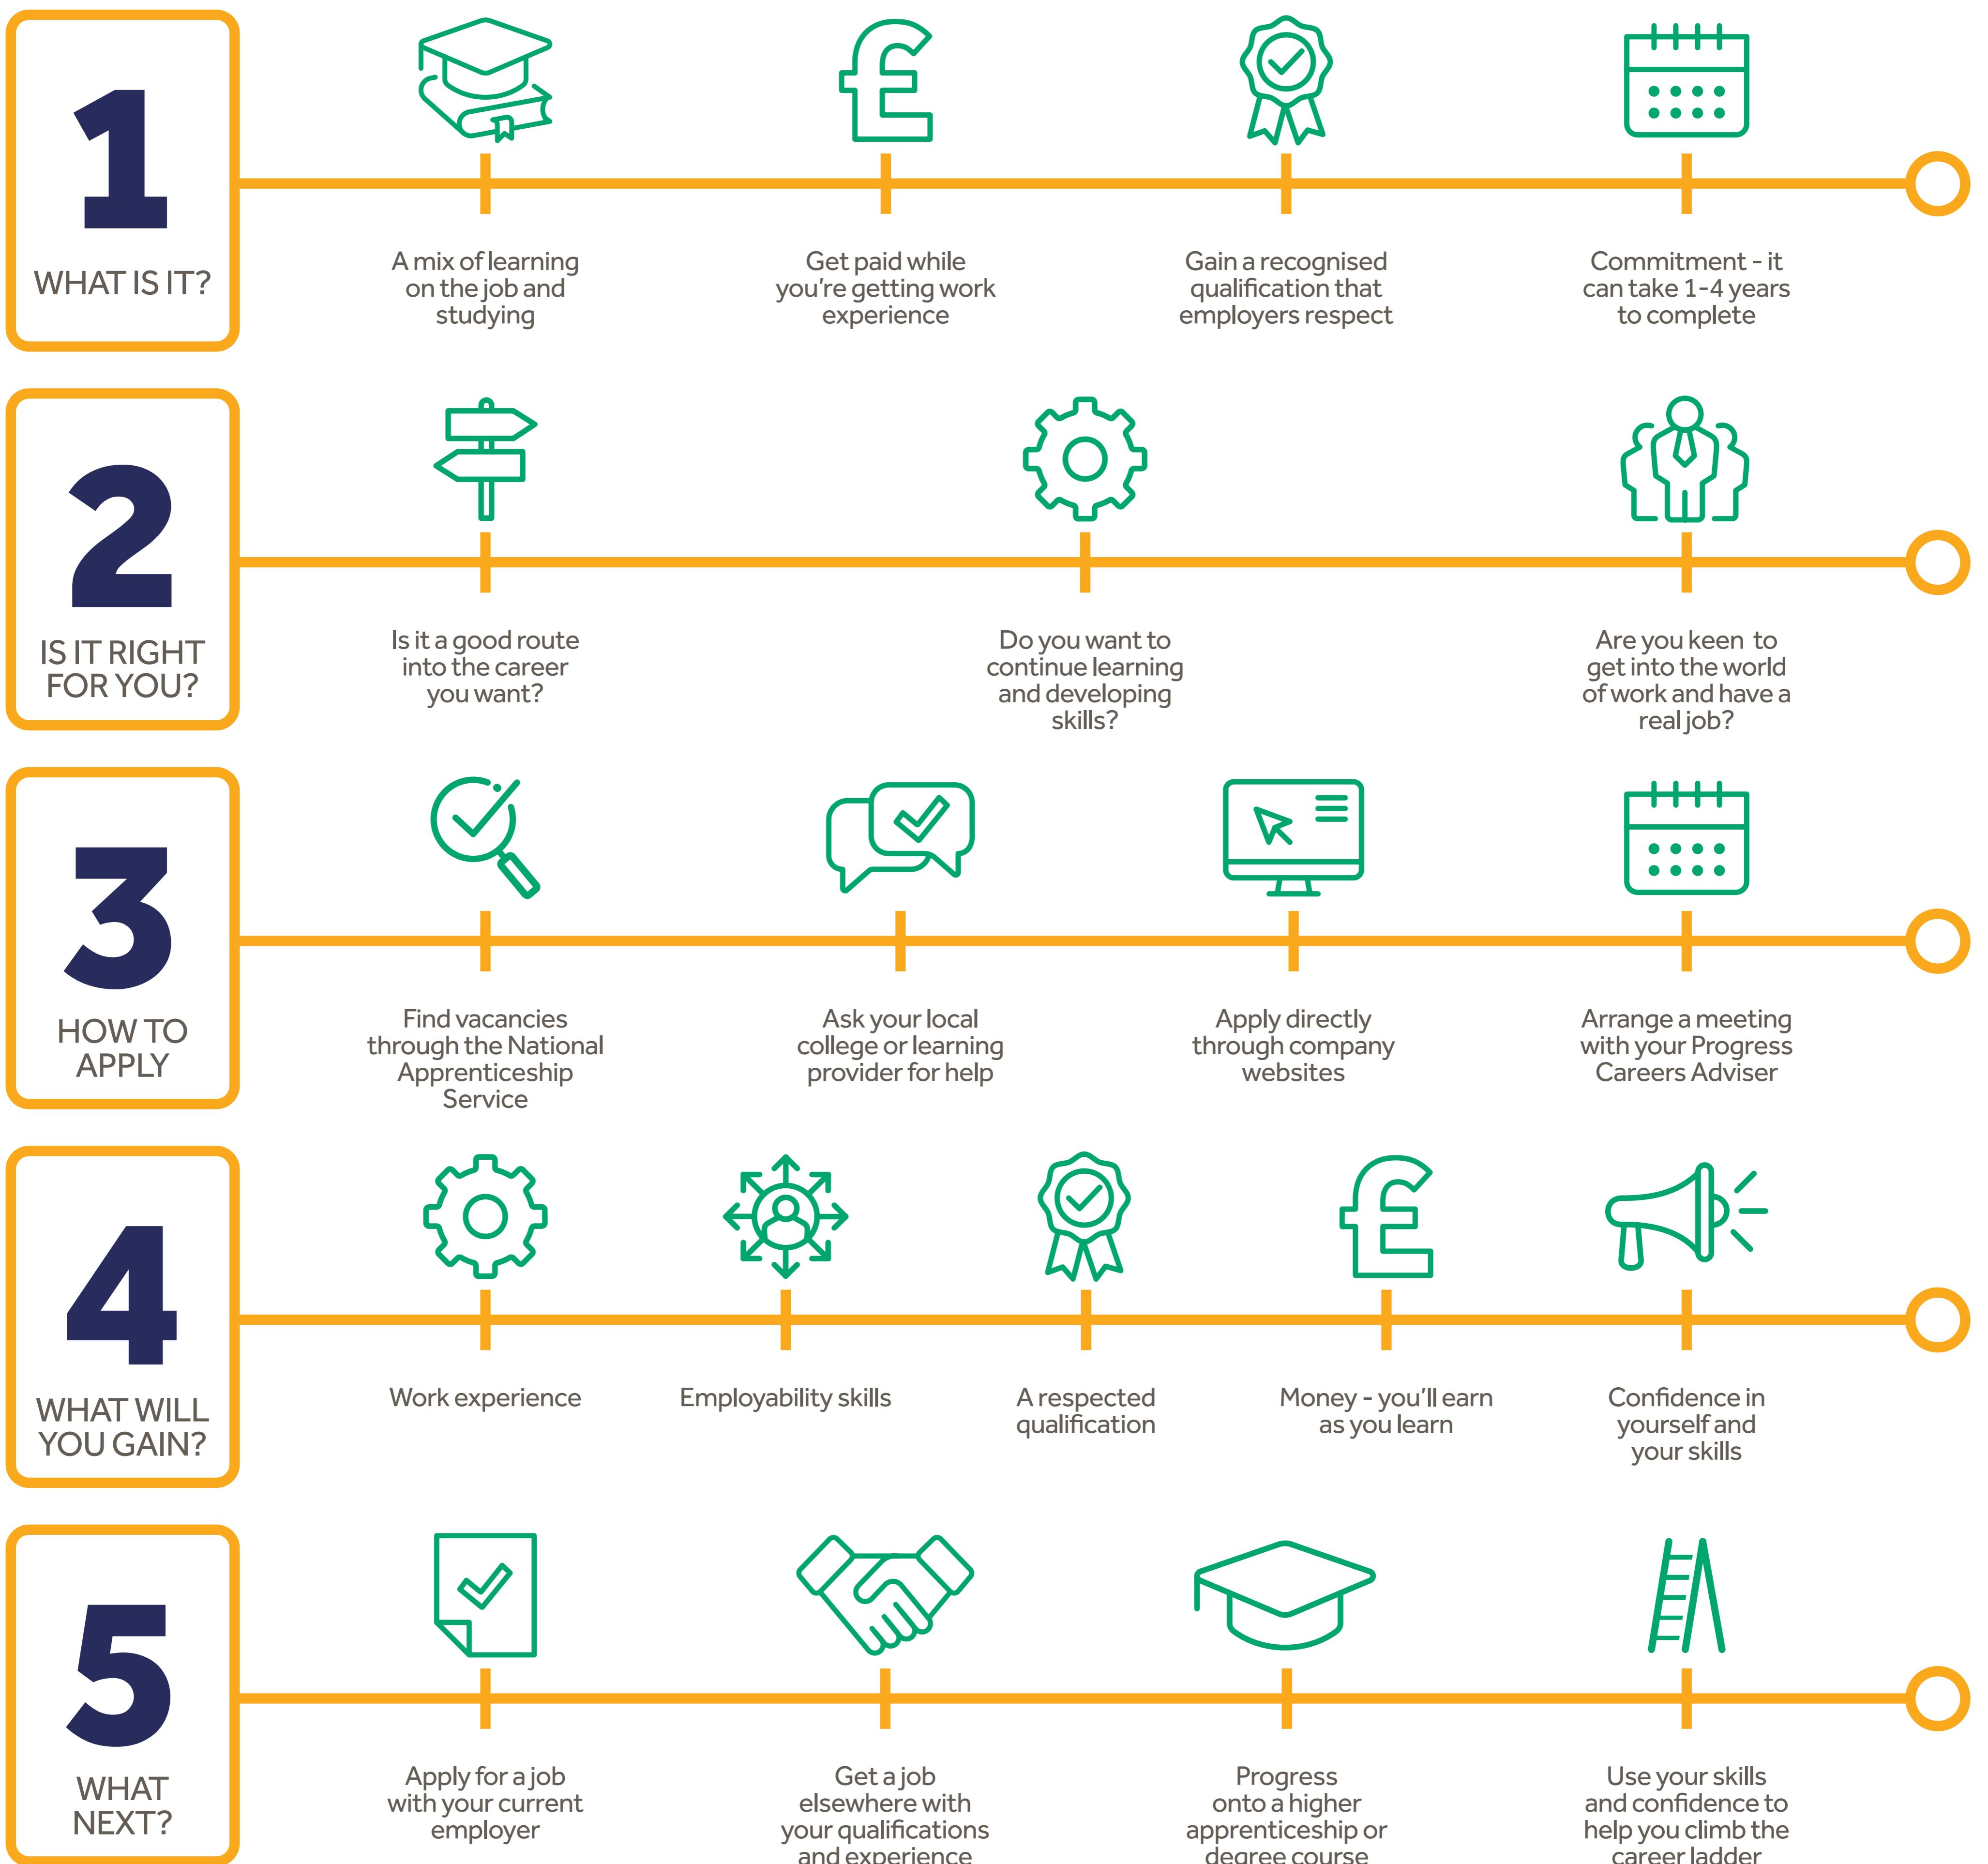 1
WHAT IS IT?
A mix of learning
on the job and
studying
Get paid while
you're getting work
experience
Gain a recognised
qualification that
employers respect
Commitment - it
can take 1-4 years
to complete
2
IS IT RIGHT
FOR YOU?
Is it a good route
into the career
you want?
Do you want to
continue learning
and developing
skills?
Are you keen to
get into the world
of work and have a
real job?
3
HOW TO
APPLY
Find vacancies
through the National
Apprenticeship
Service
Ask your local
college or learning
provider for help
Apply directly
through company
websites
Arrange a meeting
with your Progress
Careers Adviser
4
WHAT WILL
YOU GAIN?
Work experience
Employability skills
A respected
qualification
Money - you'll earn
as you learn
Confidence in
yourself and
your skills
5
WHAT
NEXT?
Apply for a job
with your current
employer
Get a job
elsewhere with
your qualifications
and experience
Progress
onto a higher
apprenticeship or
degree course
Use your skills
and confidence to
help you climb the
career ladder